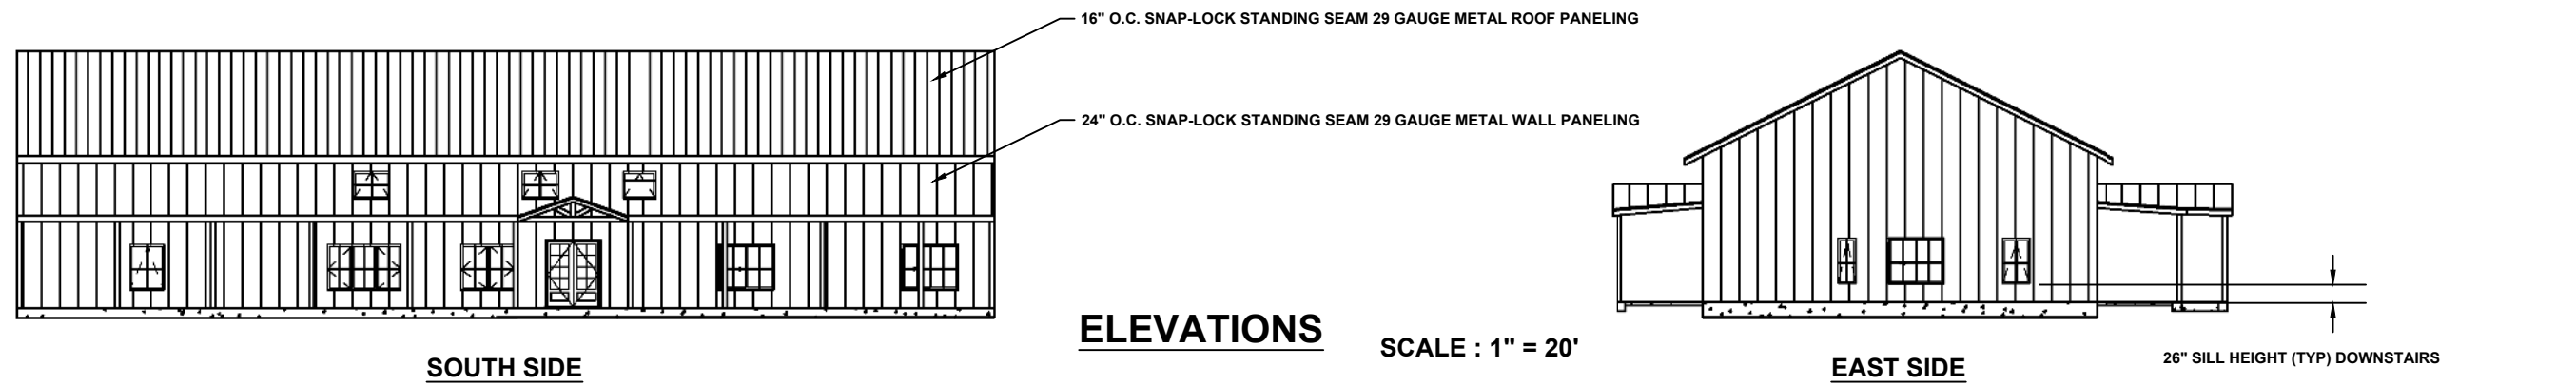 16" O.C. SNAP-LOCK STANDING SEAM 29 GAUGE METAL ROOF PANELING
24" O.C. SNAP-LOCK STANDING SEAM 29 GAUGE METAL WALL PANELING
ELEVATIONS
SCALE : 1" = 20'
SOUTH SIDE
EAST SIDE
26" SILL HEIGHT (TYP) DOWNSTAIRS